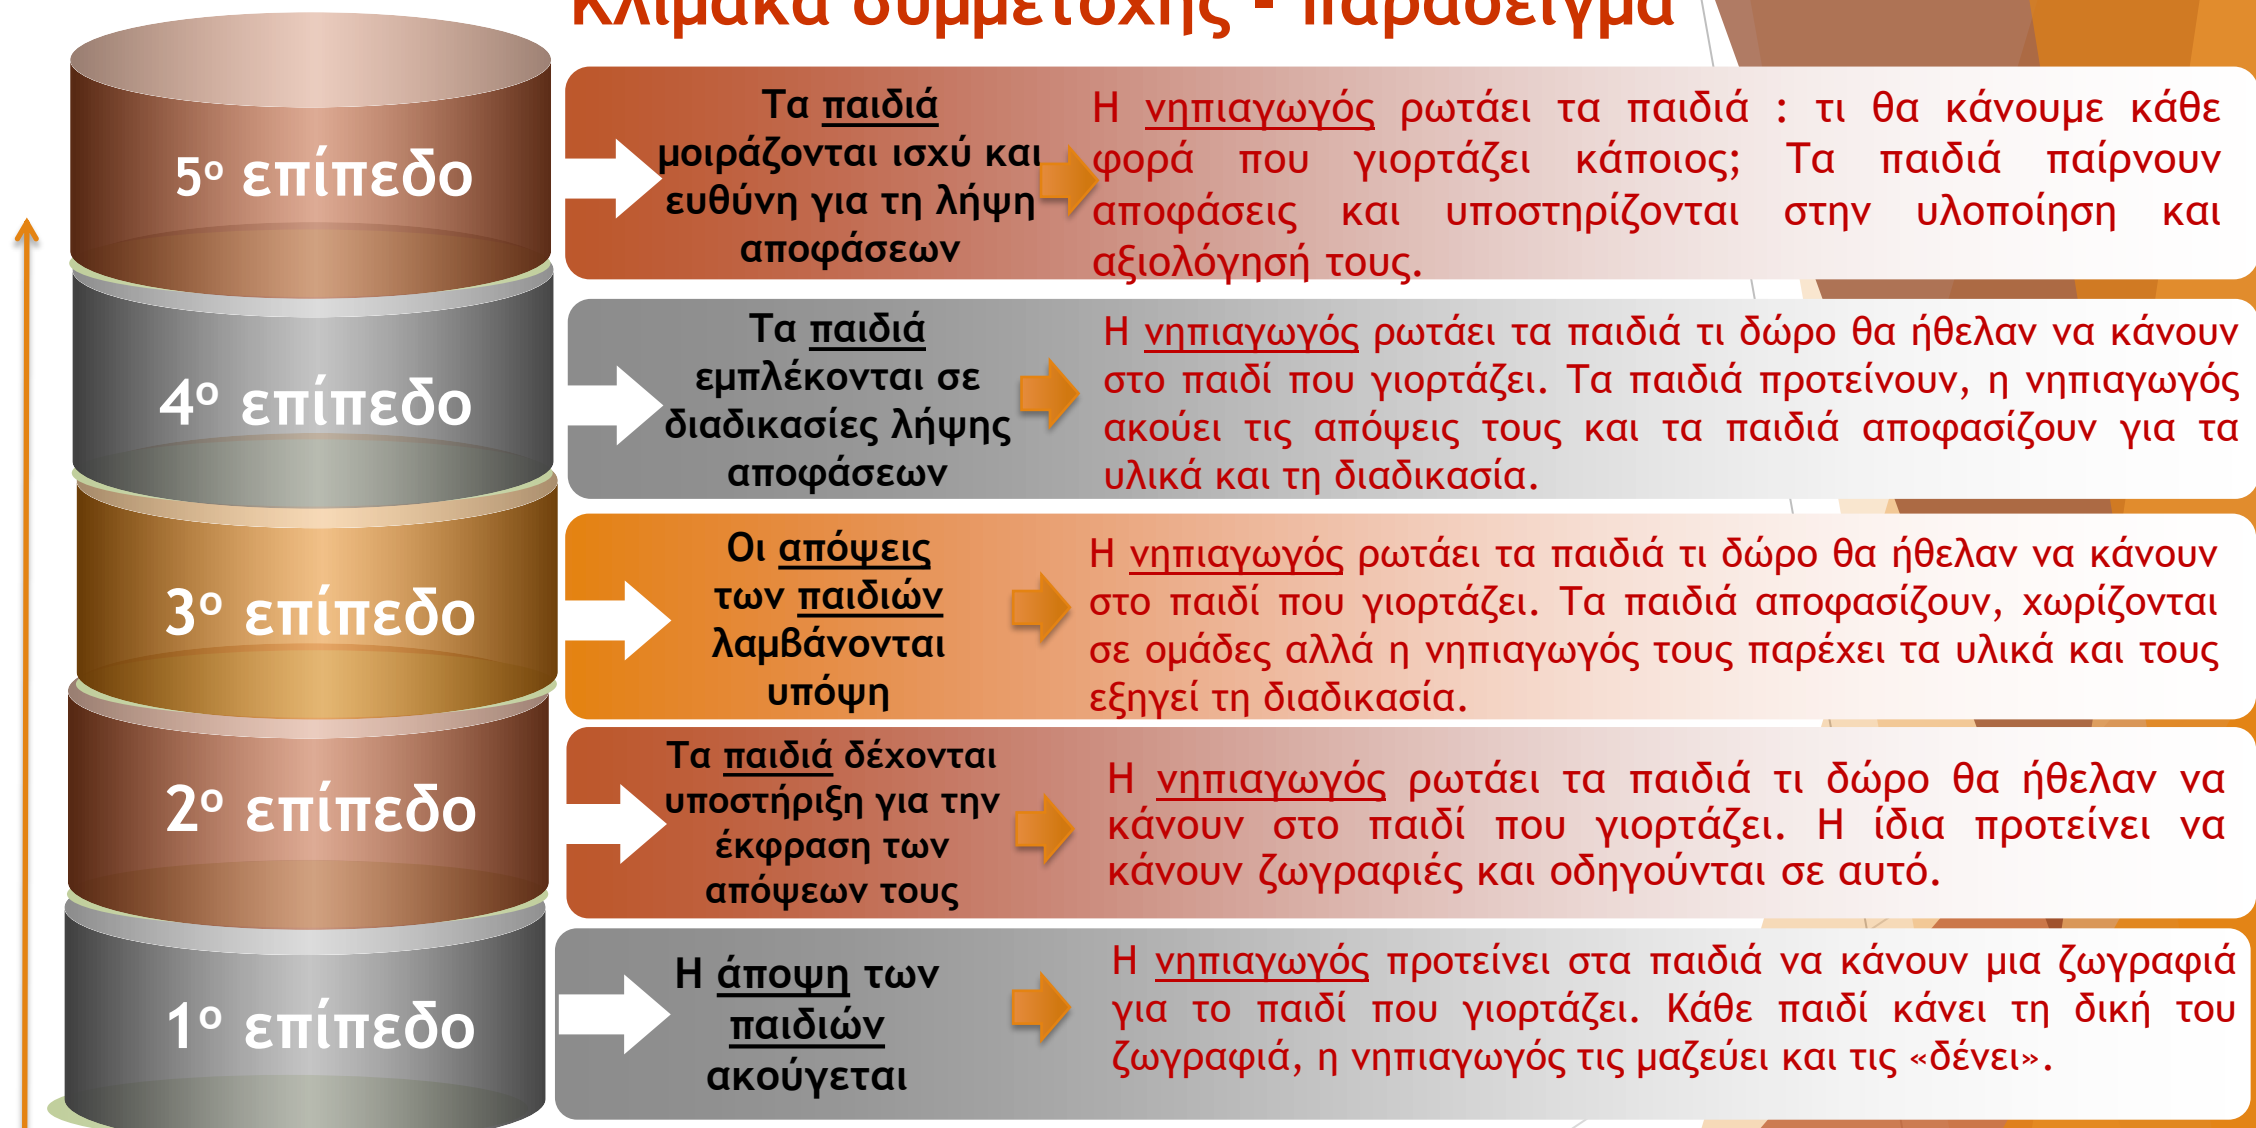 Κλίμακα συμμετοχής - παράδειγμα
5ο επίπεδο
Τα παιδιά
μοιράζονται ισχύ και
ευθύνη για τη λήψη
αποφάσεων
Η νηπιαγωγός ρωτάει τα παιδιά : τι θα κάνουμε κάθε
φορά που γιορτάζει κάποιος; Τα παιδιά παίρνουν
αποφάσεις και υποστηρίζονται στην υλοποίηση και
αξιολόγησή τους.
4ο επίπεδο
Τα παιδιά
εμπλέκονται σε
διαδικασίες λήψης
αποφάσεων
Η νηπιαγωγός ρωτάει τα παιδιά τι δώρο θα ήθελαν να κάνουν
στο παιδί που γιορτάζει. Τα παιδιά προτείνουν, η νηπιαγωγός
ακούει τις απόψεις τους και τα παιδιά αποφασίζουν για τα
υλικά και τη διαδικασία.
3ο επίπεδο
Οι απόψεις
των παιδιών
λαμβάνονται
υπόψη
Η νηπιαγωγός ρωτάει τα παιδιά τι δώρο θα ήθελαν να κάνουν
στο παιδί που γιορτάζει. Τα παιδιά αποφασίζουν, χωρίζονται
σε ομάδες αλλά η νηπιαγωγός τους παρέχει τα υλικά και τους
εξηγεί τη διαδικασία.
2ο επίπεδο
Τα παιδιά δέχονται
υποστήριξη για την
έκφραση των
απόψεων τους
Η νηπιαγωγός ρωτάει τα παιδιά τι δώρο θα ήθελαν να
κάνουν στο παιδί που γιορτάζει. Η ίδια προτείνει να
κάνουν ζωγραφιές και οδηγούνται σε αυτό.
1ο επίπεδο
Η άποψη των
παιδιών
ακούγεται
Η νηπιαγωγός προτείνει στα παιδιά να κάνουν μια ζωγραφιά
για το παιδί που γιορτάζει. Κάθε παιδί κάνει τη δική του
ζωγραφιά, η νηπιαγωγός τις μαζεύει και τις «δένει».